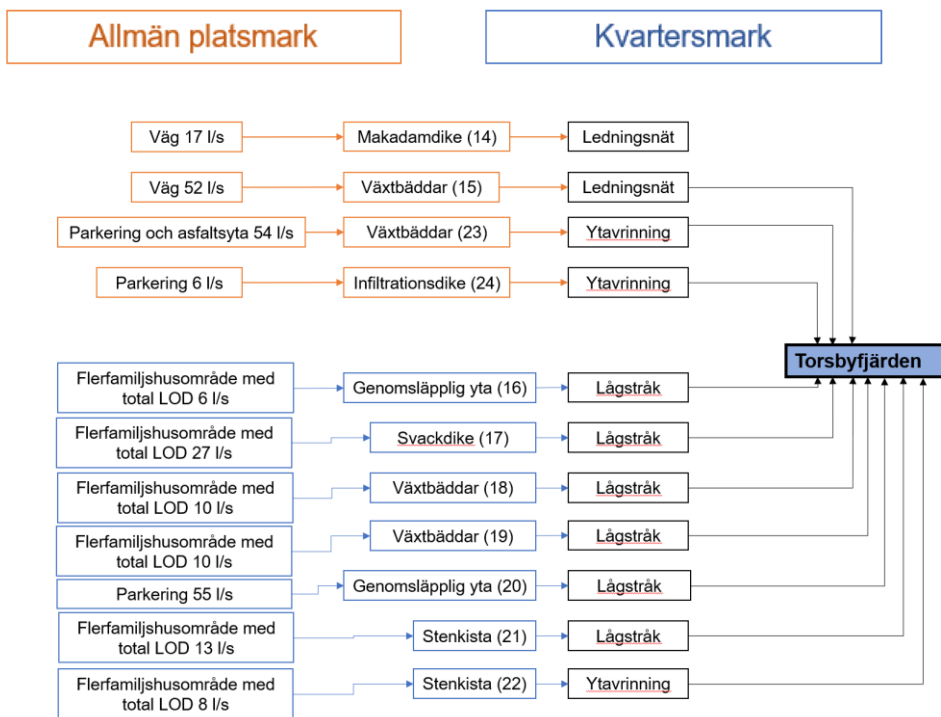 Allmän platsmark
Kvartersmark
Väg 17 l/s
Makadamdike (14)
Ledningsnät
Väg 52 l/s
Växtbäddar (15)
Ledningsnät
Parkering och asfaltsyta 54 l/s
Växtbäddar (23)
Ytavrinning
Parkering 6 l/s
Infiltrationsdike (24)
Ytavrinning
Torsbyfjärden
Flerfamiljshusområde med
total LOD 6 l/s
Genomsläpplig yta (16)
Lågstråk
Flerfamiljshusområde med
total LOD 27 l/s
Svackdike (17)
Lågstråk
Flerfamiljshusområde med
total LOD 10 l/s
Växtbäddar (18)
Lågstråk
Flerfamiljshusområde med
total LOD 10 l/s
Växtbäddar (19)
Lågstråk
Parkering 55 l/s
Genomsläpplig yta (20)
Lågstråk
Flerfamiljshusområde med
total LOD 13 l/s
Stenkista (21)
Lågstråk
Flerfamiljshusområde med
total LOD 8 l/s
Stenkista (22)
Ytavrinning